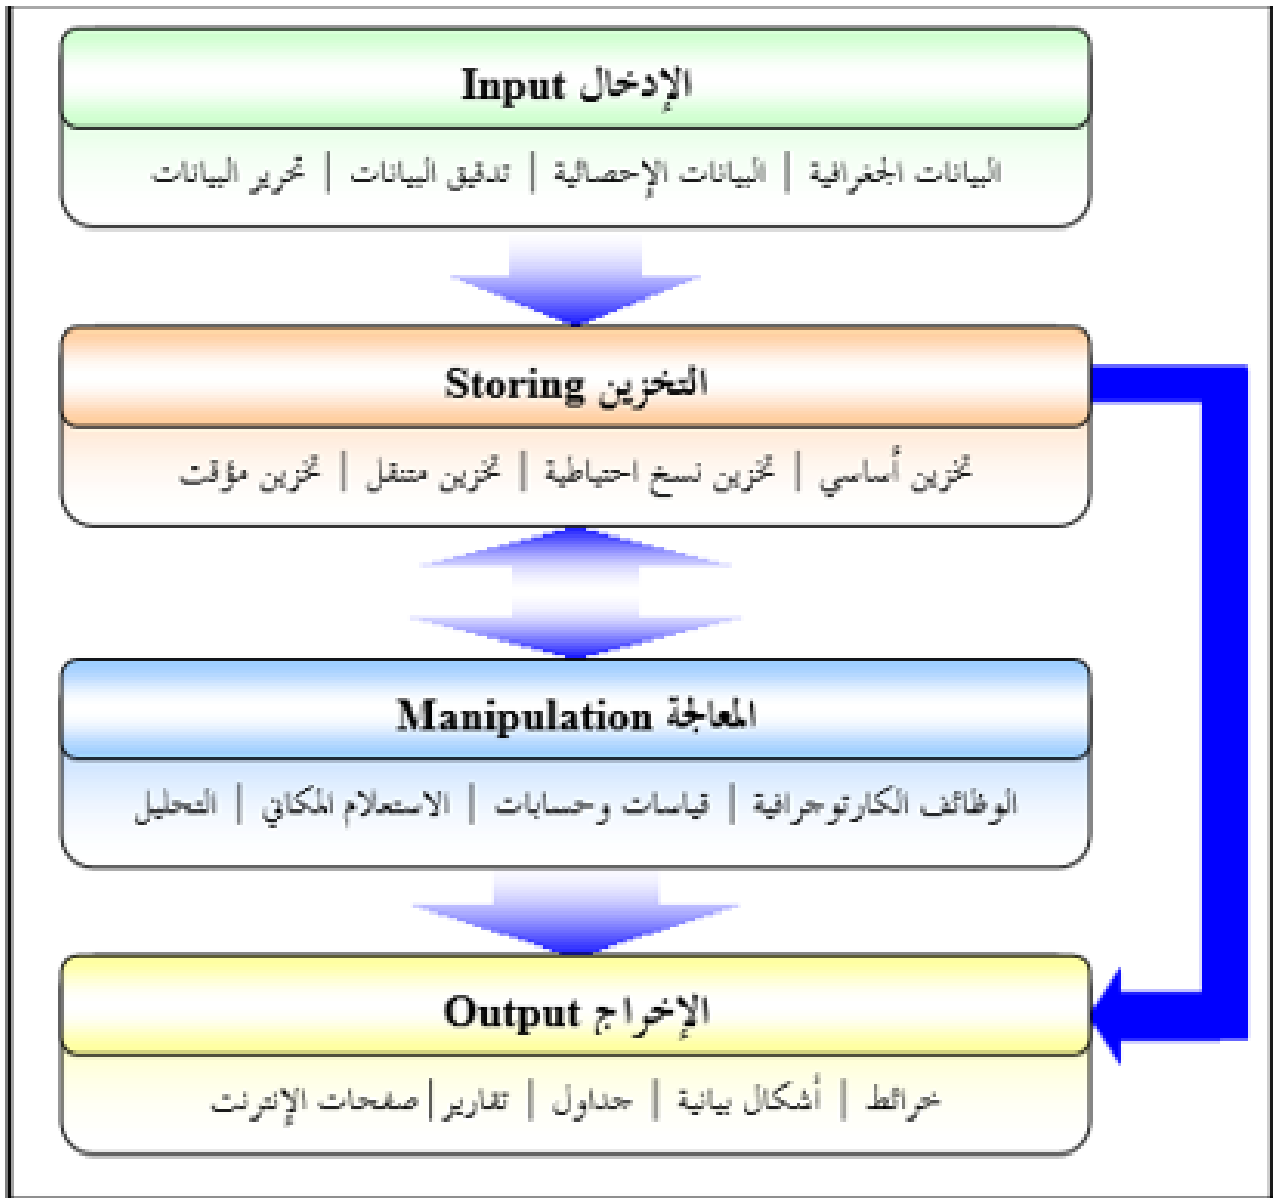 الإدخال Input
البيانات الجغرافية | البيانات الإحصائية | تدقيق البيانات | تحرير البيانات
التخزين Storing
تخزين أساسي | تخزين نسخ احتياطية | تخزين متنقل | تخزين مؤقت
المعالجة Manipulation
الوظائف الكارتوجرافية | قياسات وحسابات | الاستعلام المكاني | التحليل
الإخراج Output
خرائط | أشكال بيانية | جداول | تقارير | صفحات الإنترنت